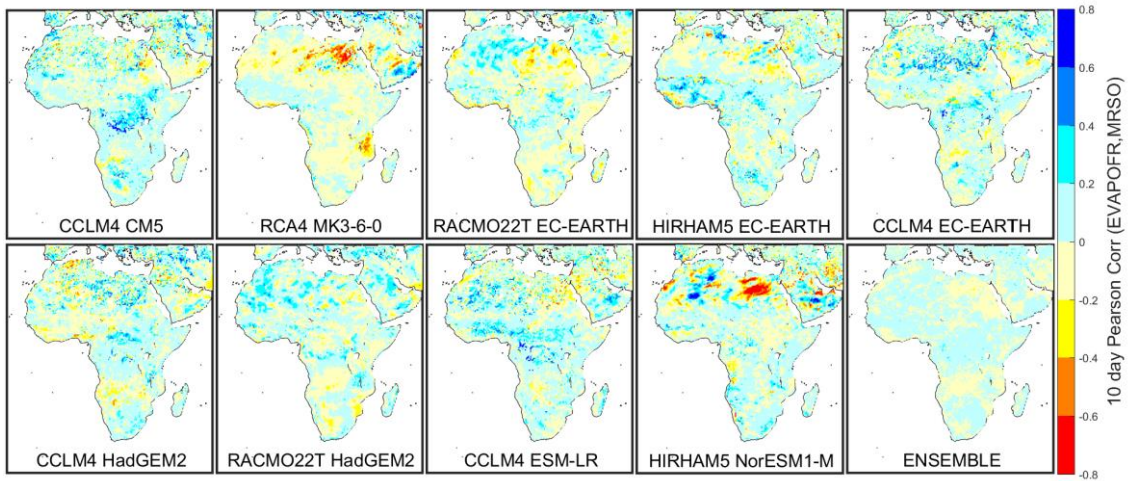 CCLM4 CM5
RCA4 MK3-6-0
RACMO22T EC-EARTH
HIRHAM5 EC-EARTH
CCLM4 EC-EARTH
CCLM4 HadGEM2
RACMO22T HadGEM2
CCLM4 ESM-LR
HIRHAM5 NorESM1-M
ENSEMBLE
0.8
0.6
0.4
0.2
0
-0.2
-0.4
-0.6
-0.8
10 day Pearson Corr (EVAPOFR,MRSO)